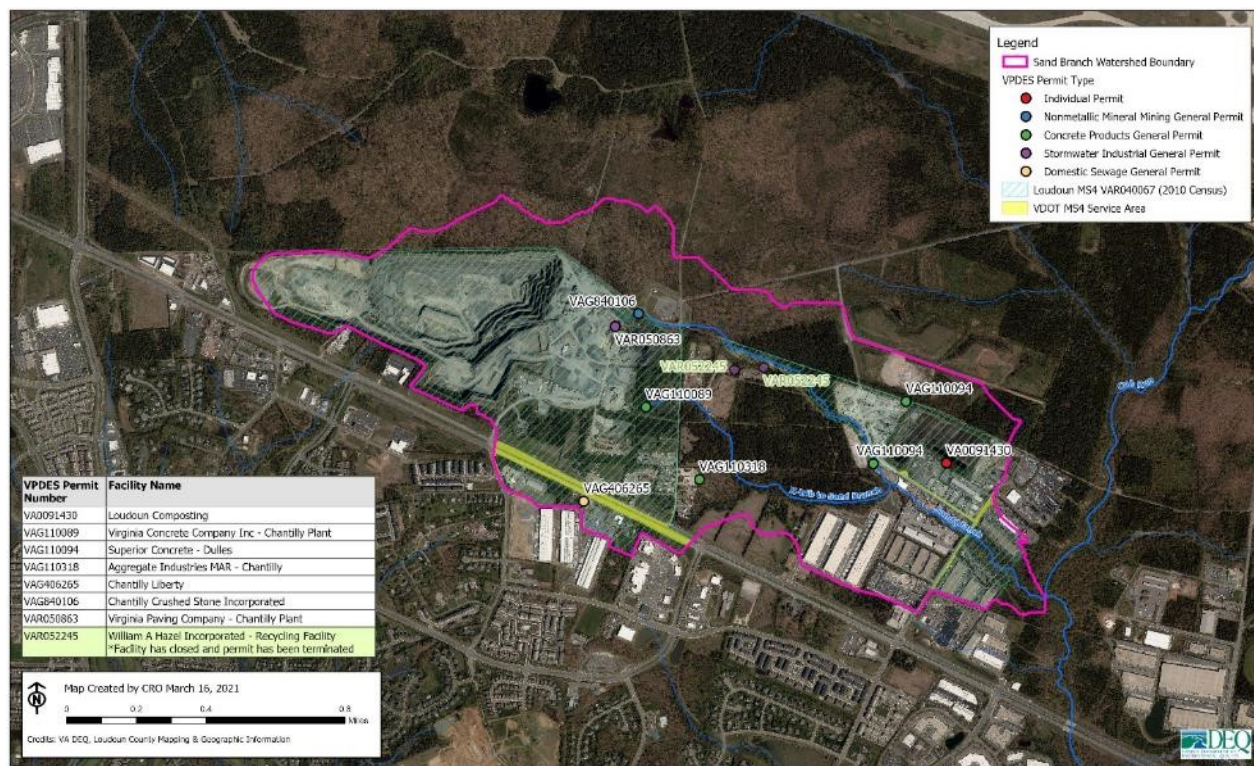 Legend
Sand Branch Watershed Boundary
VPDES Permit Type
Individual Permit
Nonmetallic Mineral Mining General Permit
Concrete Products General Permit
Stormwater Industrial General Permit
Domestic Sewage General Permit
Loudoun MS4 VAR040067 (2010 Census)
VDOT MS4 Service Area
VAG840106
VAR050863
VAR052245
VAR052245
VAG110089
VAG110094
VAG110318
VAG110094
VA0091430
VAG406265
X-trib to Sand Branch
VPDES Permit Number
Facility Name
VA0091430 Loudoun Composting
VAG110089 Virginia Concrete Company Inc - Chantilly Plant
VAG110094 Superior Concrete - Dulles
VAG110318 Aggregate Industries MAR - Chantilly
VAG406265 Chantilly Liberty
VAG840106 Chantilly Crushed Stone Incorporated
VAR050863 Virginia Paving Company - Chantilly Plant
VAR052245 William A Hazel Incorporated - Recycling Facility
*Facility has closed and permit has been terminated
N
Map Created by CRO March 16, 2021
0 0.2 0.4 0.8
Miles
Credits: VA DEQ, Loudoun County Mapping & Geographic Information
DEQ